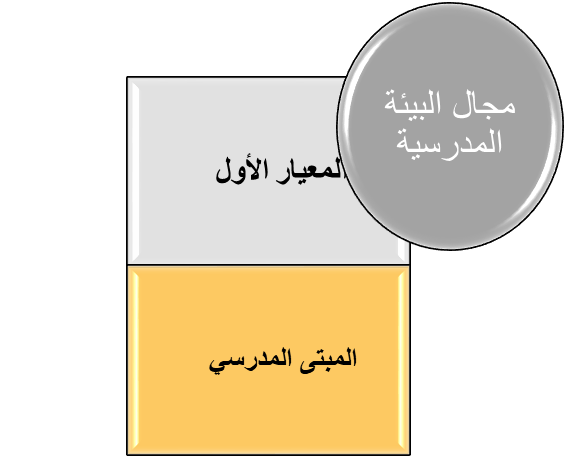 مجال البيئة
المدرسية
المعيار الأول
المبتى المدرسي